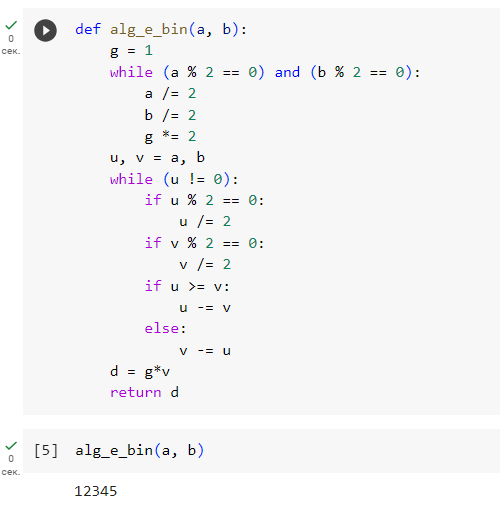 0
сек.
def alg_e_bin(a, b):
    g = 1
    while (a % 2 == 0) and (b % 2 == 0):
        a /= 2
        b /= 2
        g *= 2
    u, v = a, b
    while (u != 0):
        if u % 2 == 0:
            u /= 2
        if v % 2 == 0:
            v /= 2
        if u >= v:
            u -= v
        else:
            v -= u
    d = g*v
    return d
0
сек.
[5] alg_e_bin(a, b)
12345